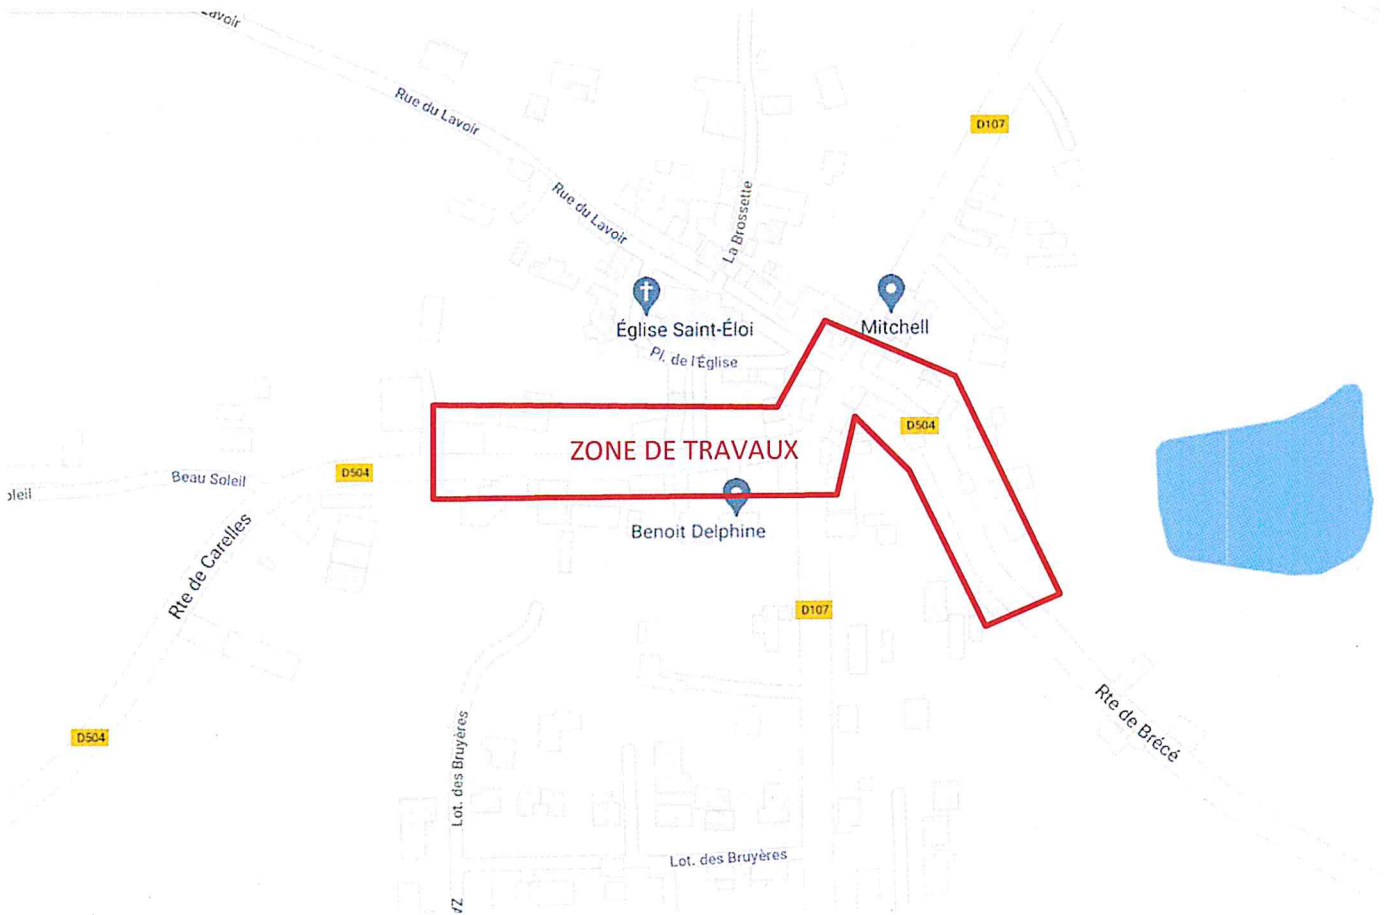 Lavoir
Rue du Lavoir
D107
Rue du Lavoir
La Brossette
Église Saint-Éloi
Mitchell
Pl. de l'Église
D504
ZONE DE TRAVAUX
D504
Beau Soleil
oleil
Benoit Delphine
Rte de Carelles
D107
Rte de Brécé
D504
Lot. des Bruyères
Lot. des Bruyères